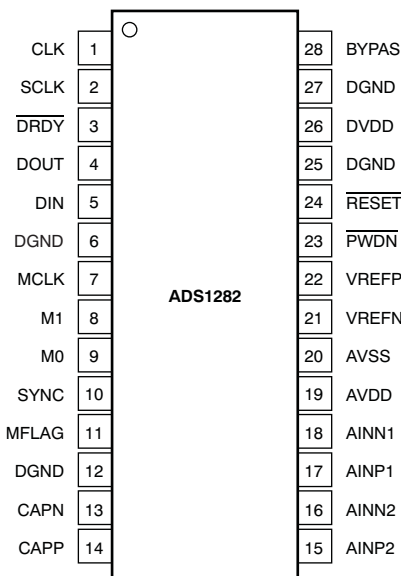 CLK 1 28 BYPAS
SCLK 2 27 DGND
DRDY 3 26 DVDD
DOUT 4 25 DGND
DIN 5 24 RESET
DGND 6 23 PWDN
MCLK 7 22 VREFP
M1 8 21 VREFN
ADS1282
M0 9 20 AVSS
SYNC 10 19 AVDD
MFLAG 11 18 AINN1
DGND 12 17 AINP1
CAPN 13 16 AINN2
CAPP 14 15 AINP2